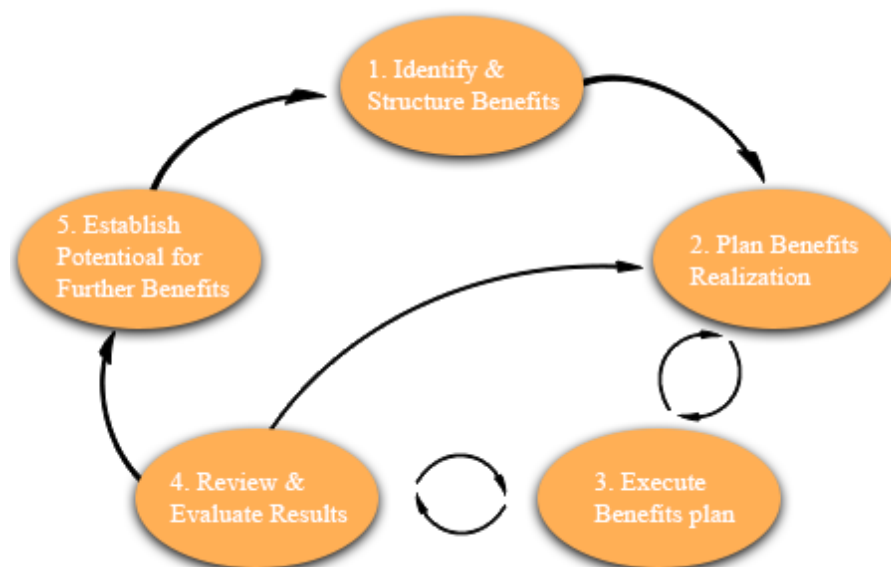 1. Identify &
Structure Benefits
5. Establish
Potentioal for
Further Benefits
2. Plan Benefits
Realization
4. Review &
Evaluate Results
3. Execute
Benefits plan